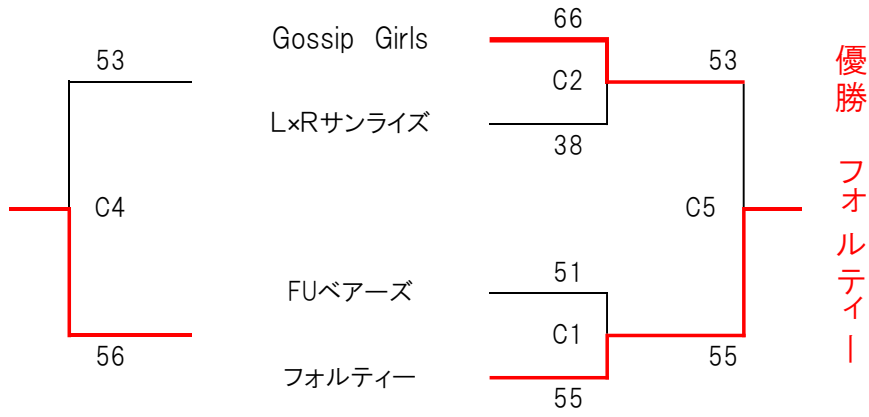 66
Gossip Girls
53
53
C2
L×Rサンライズ
38
C4
C5
51
FUベアーズ
C1
56
55
フォルティー
55
優勝 フォルティー